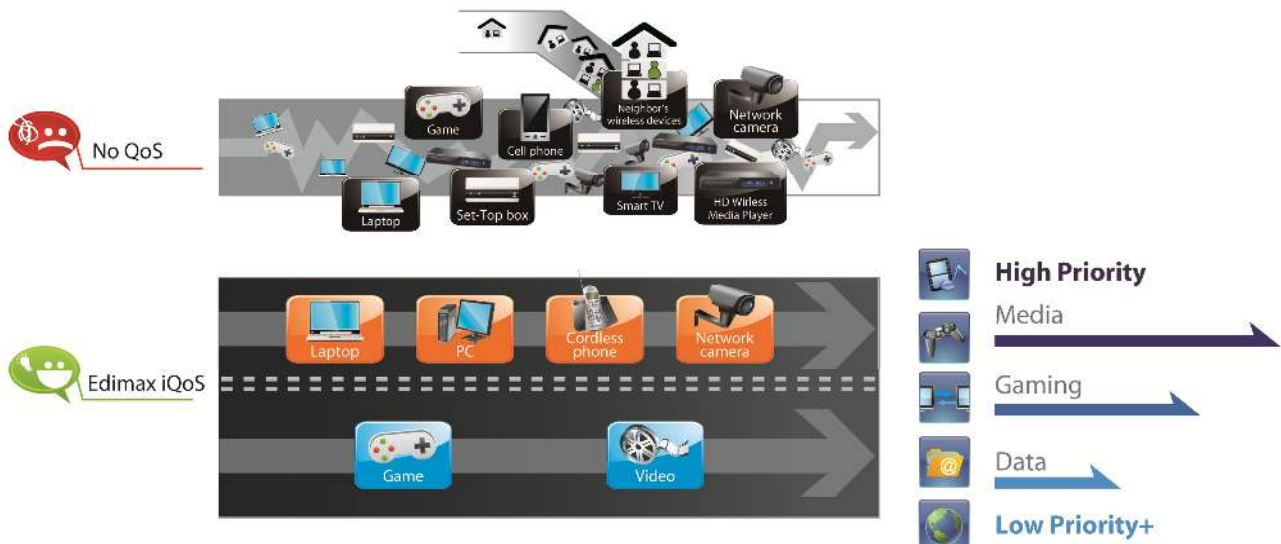 No QoS
Game
Cell phone
Neighbor's
wireless devices
Network
camera
Laptop
Set-Top box
Smart TV
HD Wirless
Media Player
Edimax iQoS
Laptop
PC
Cordless
phone
Network
camera
Game
Video
High Priority
Media
Gaming
Data
Low Priority+